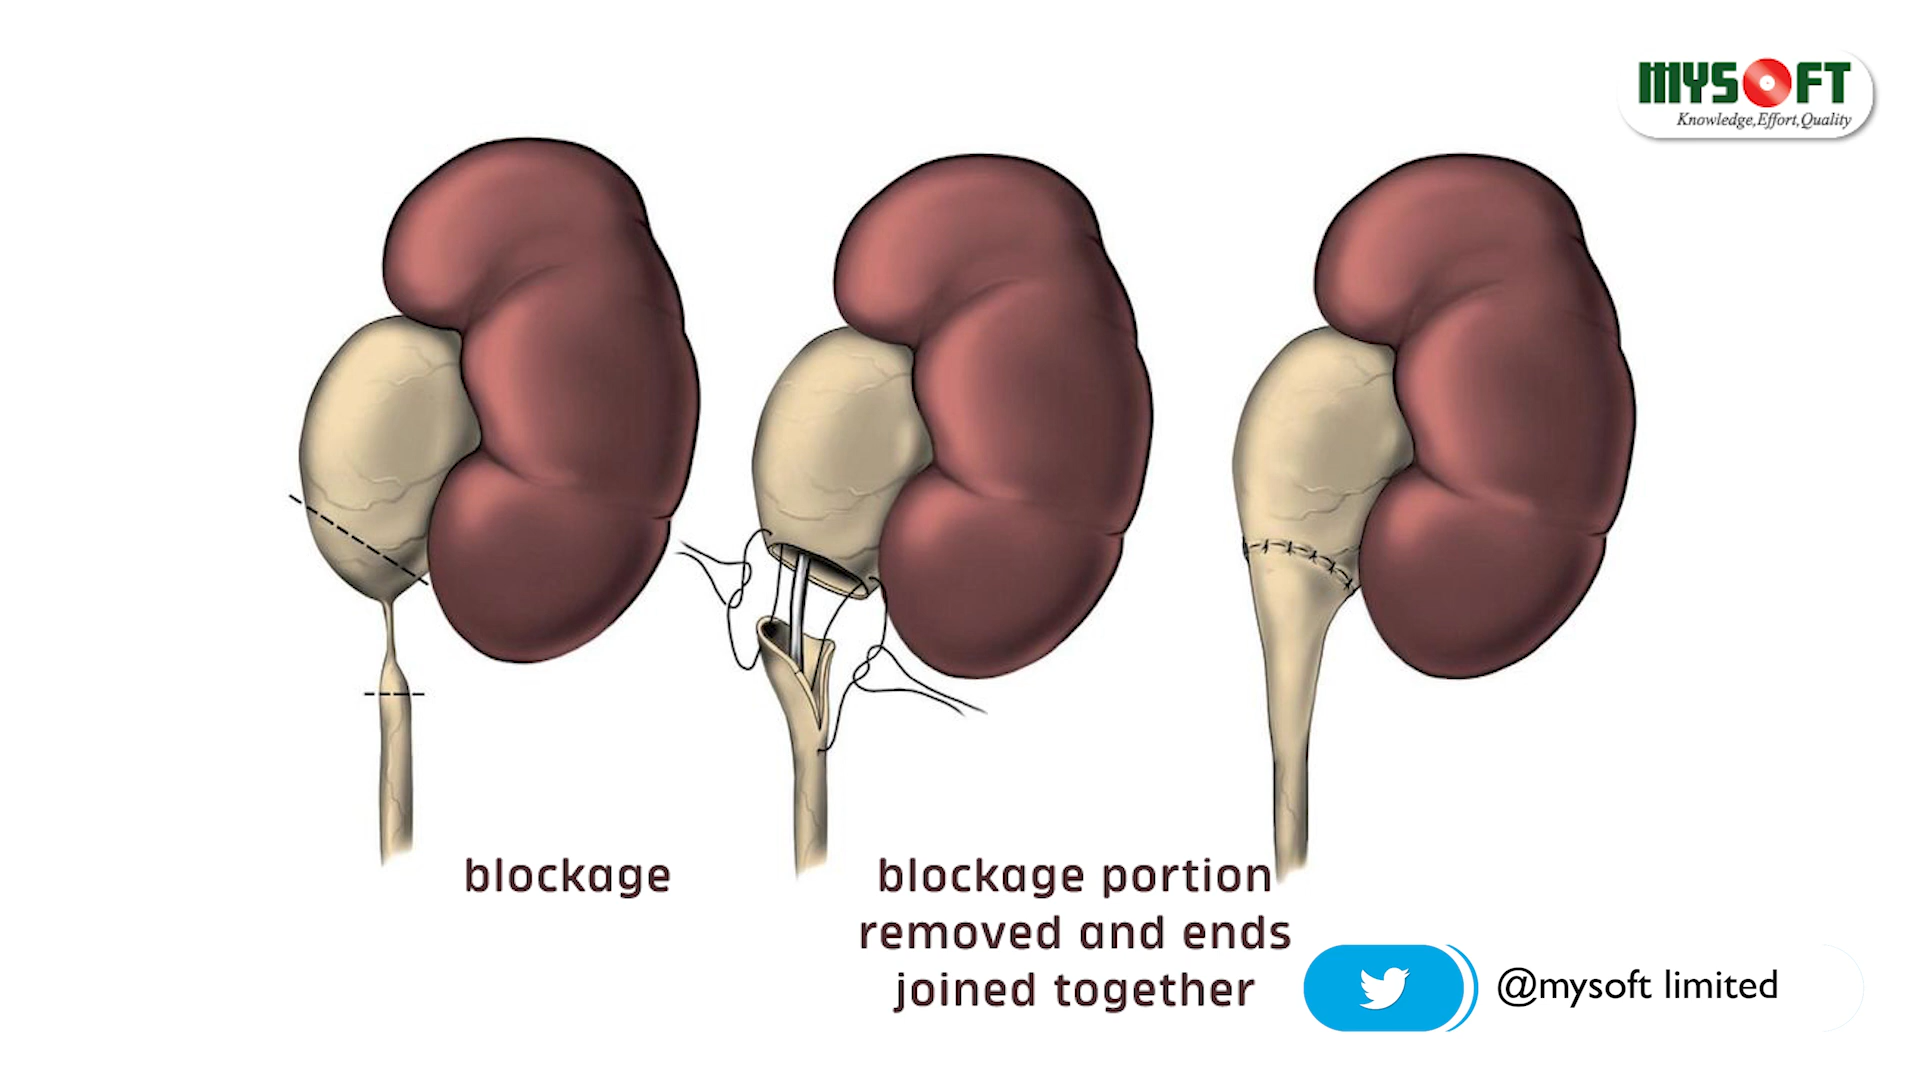 MYSOFT
Knowledge,Effort,Quality
blockage
blockage portion
removed and ends
joined together
@mysoft limited